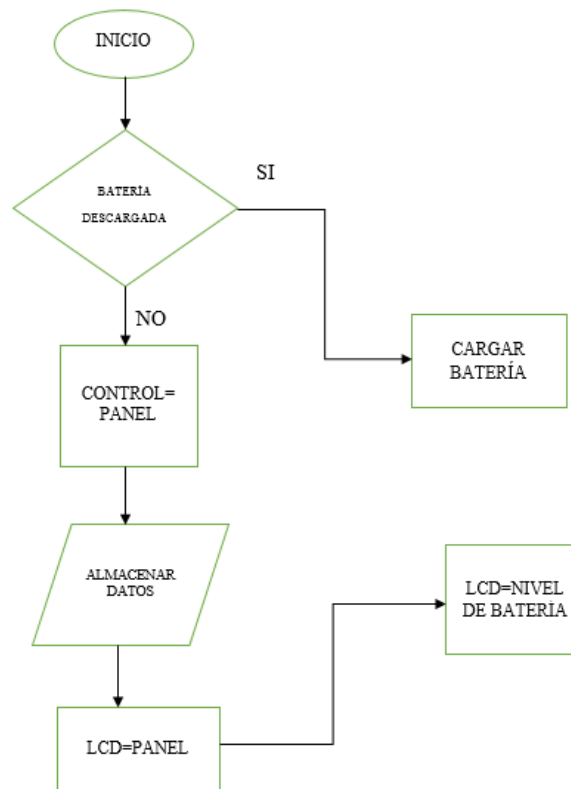 INICIO
BATERÍA
DESCARGADA
SI
NO
CARGAR
BATERÍA
CONTROL=
PANEL
ALMACENAR
DATOS
LCD=NIVEL
DE BATERÍA
LCD=PANEL